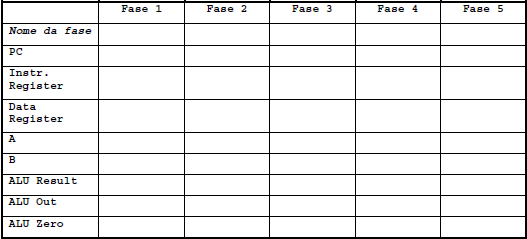 Fase 1 Fase 2 Fase 3 Fase 4 Fase 5
Nome da fase
PC
Instr.
Register
Data
Register
A
B
ALU Result
ALU Out
ALU Zero